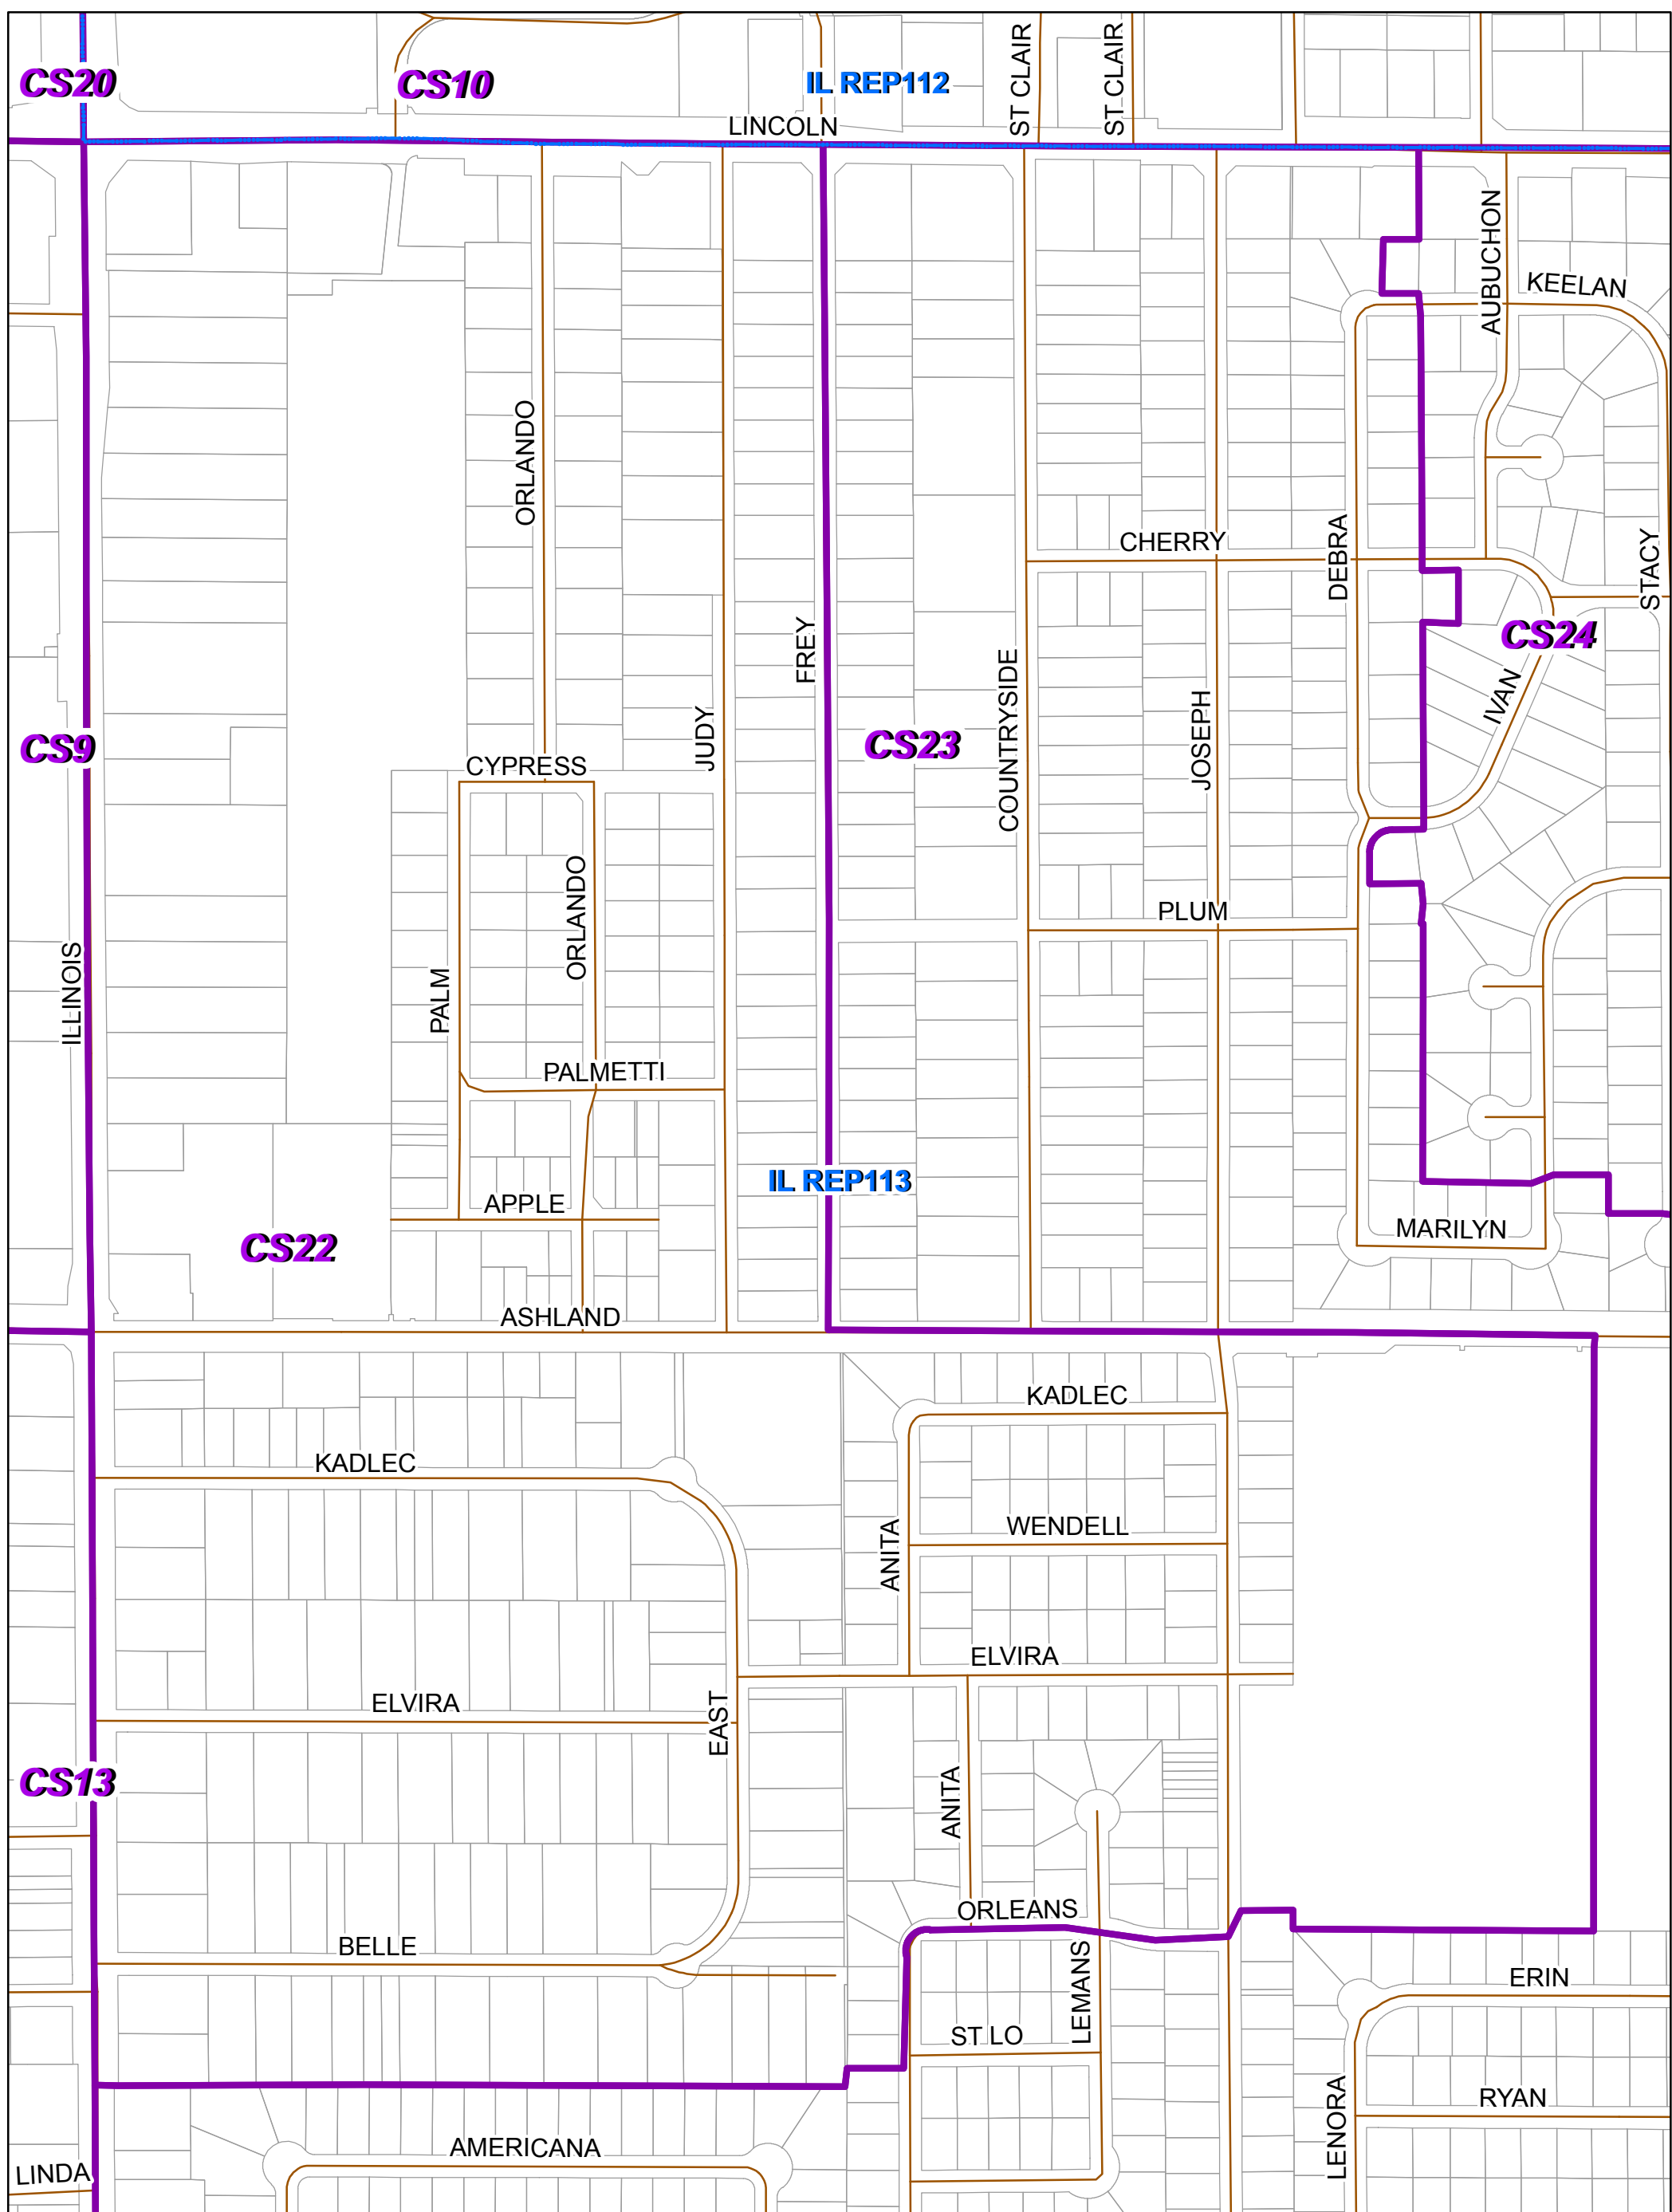 CS20
CS10
IL REP112
ST CLAIR
ST CLAIR
LINCOLN
AUBUCHON
KEELAN
ORLANDO
CHERRY
DEBRA
STACY
FREY
CS24
COUNTRYSIDE
IVAN
JUDY
JOSEPH
CS9
CS23
CYPRESS
ORLANDO
PLUM
ILLINOIS
PALM
PALMETTI
IL REP113
APPLE
MARILYN
CS22
ASHLAND
KADLEC
KADLEC
WENDELL
ANITA
ELVIRA
ELVIRA
EAST
CS13
ANITA
ORLEANS
BELLE
LEMANS
ERIN
ST LO
LENORA
RYAN
AMERICANA
LINDA